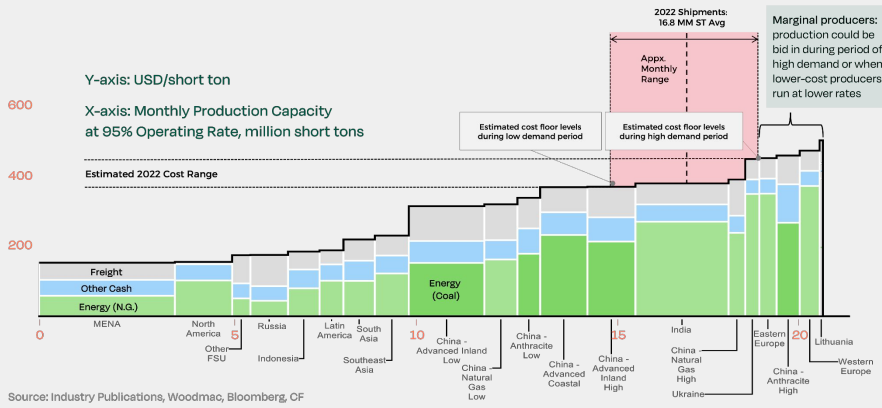 2022 Shipments:
16.8 MM ST Avg
Marginal producers:
production could be
bid in during period of
high demand or when
lower-cost producers
run at lower rates
Appx.
Monthly
Range
Y-axis: USD/short ton
X-axis: Monthly Production Capacity
at 95% Operating Rate, million short tons
600
400
200
Estimated cost floor levels
during low demand period
Estimated cost floor levels
during high demand period
Estimated 2022 Cost Range
Freight
Other Cash
Energy (N.G.)
Energy
(Coal)
0
5
10
15
20
MENA
North
America
Other
FSU
Russia
Indonesia
Latin
America
South
Asia
Southeast
Asia
China -
Advanced Inland
Low
China -
Natural
Gas
Low
China -
Anthracite
Low
China -
Advanced
Coastal
China -
Advanced
Inland
High
India
China -
Natural
Gas
High
Ukraine
Eastern
Europe
China -
Anthracite
High
Lithuania
Western
Europe
Source: Industry Publications, Woodmac, Bloomberg, CF